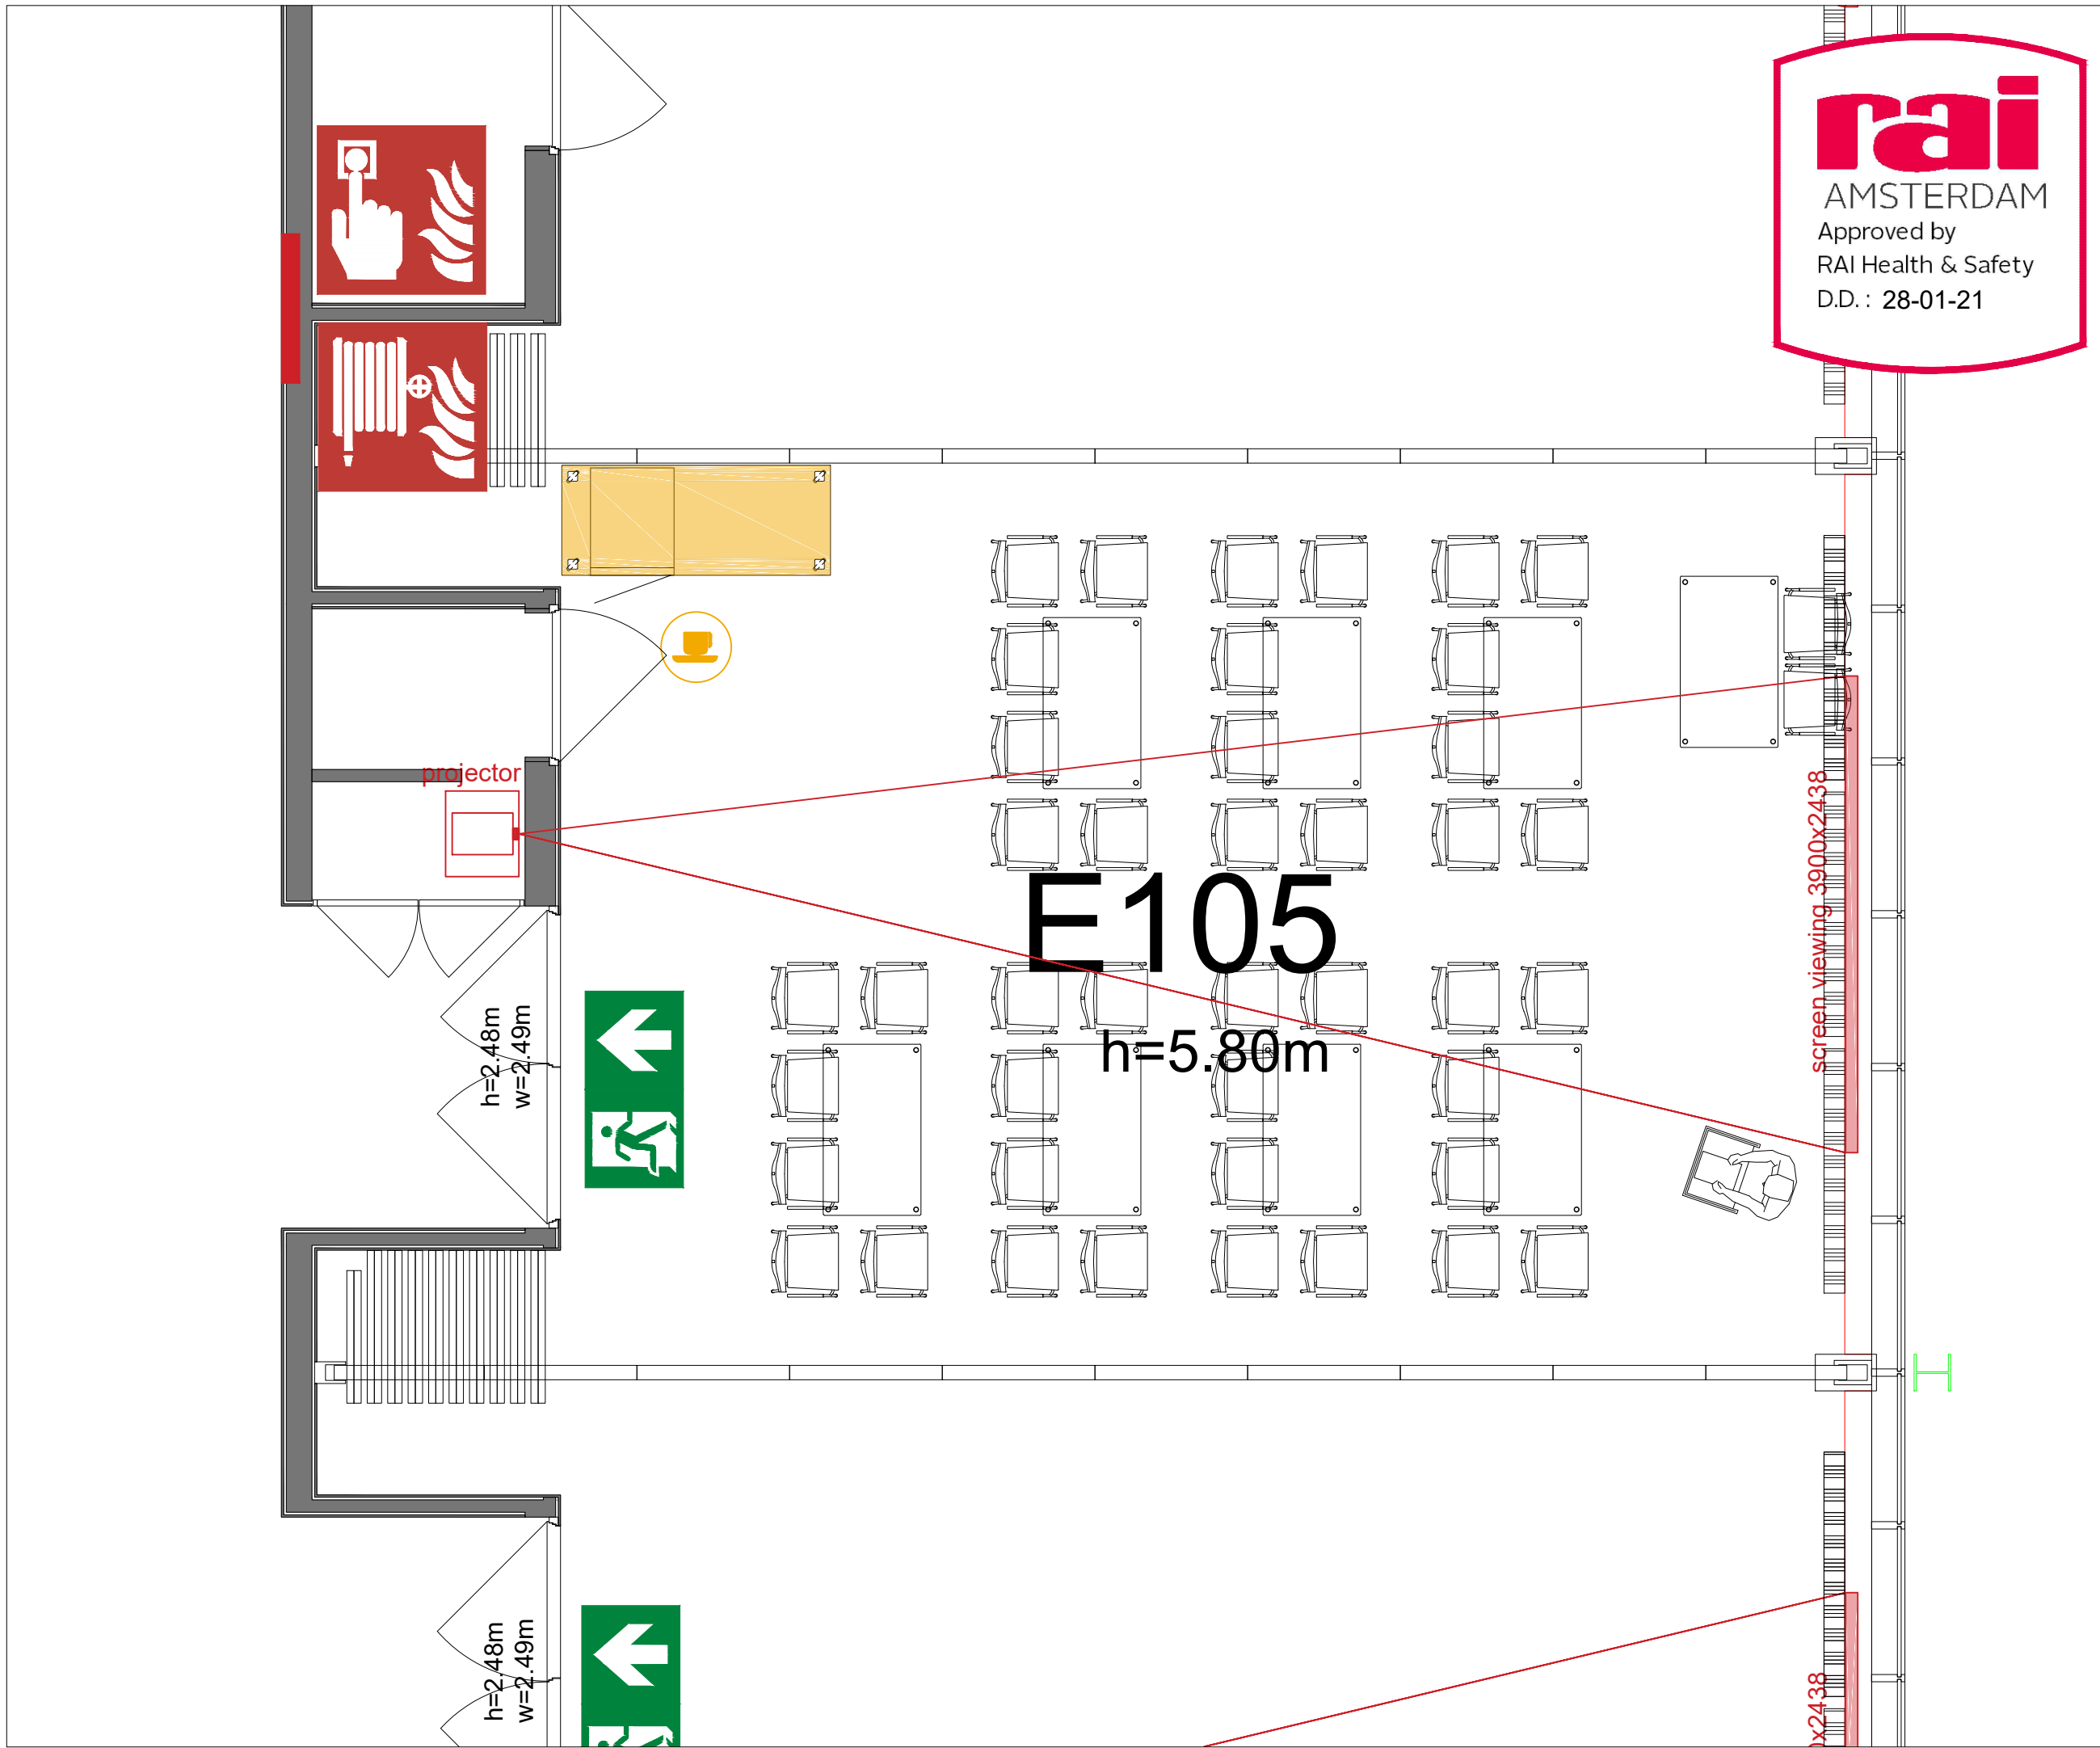 rai
AMSTERDAM
Approved by
RAI Health & Safety
D.D. : 28-01-21
projector
E105
h=5.80m
screen viewing 3900x2438
h=2.48m
w=2.49m
h=2.48m
w=2.49m
x2438